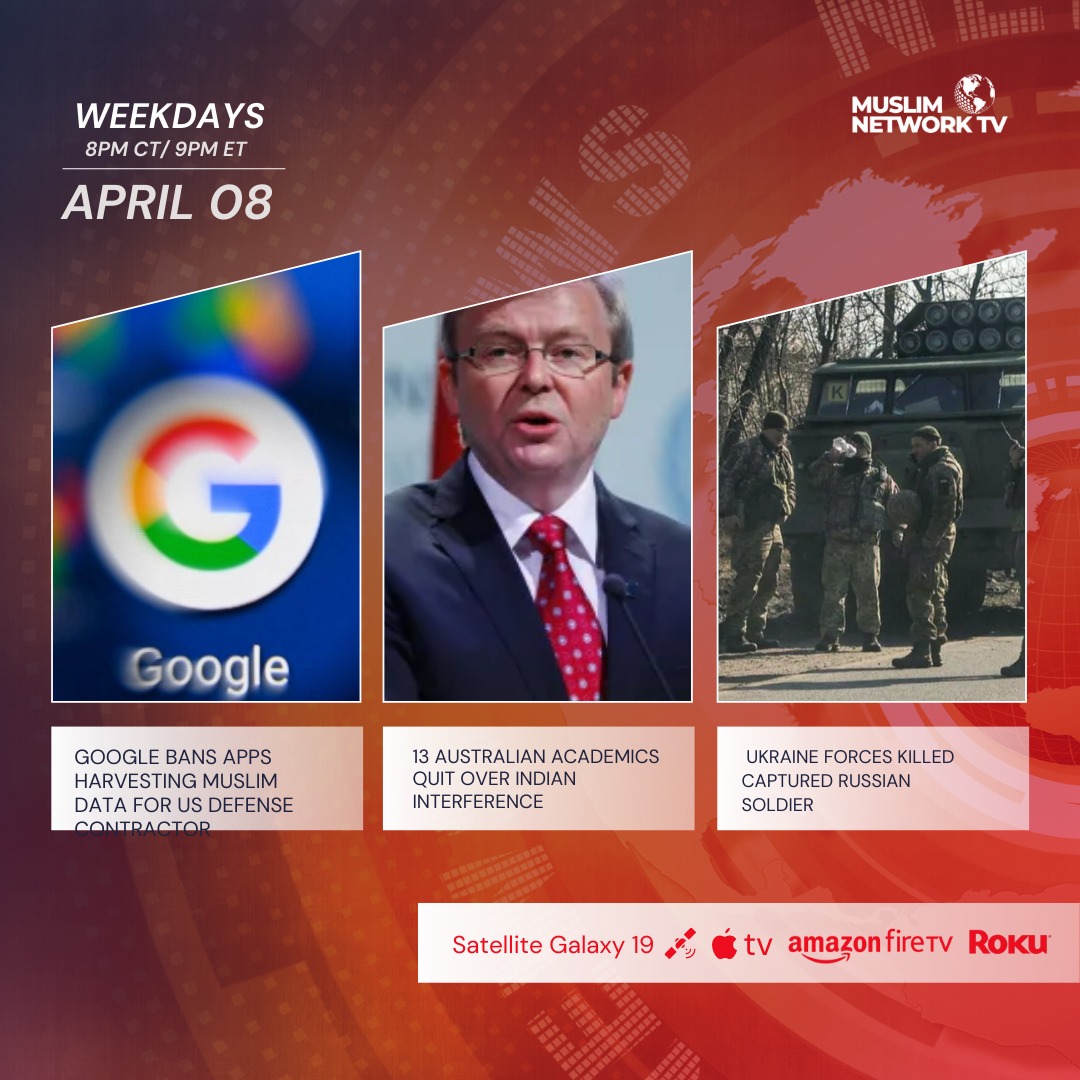 WEEKDAYS
8PM CT/ 9PM ET
APRIL 08
MUSLIM
NETWORK TV
NEWS
Google
K
GOOGLE BANS APPS
HARVESTING MUSLIM
DATA FOR US DEFENSE
CONTRACTOR
13 AUSTRALIAN ACADEMICS
QUIT OVER INDIAN
INTERFERENCE
UKRAINE FORCES KILLED
CAPTURED RUSSIAN
SOLDIER
Satellite Galaxy 19
tv
amazon fireTV
ROKU